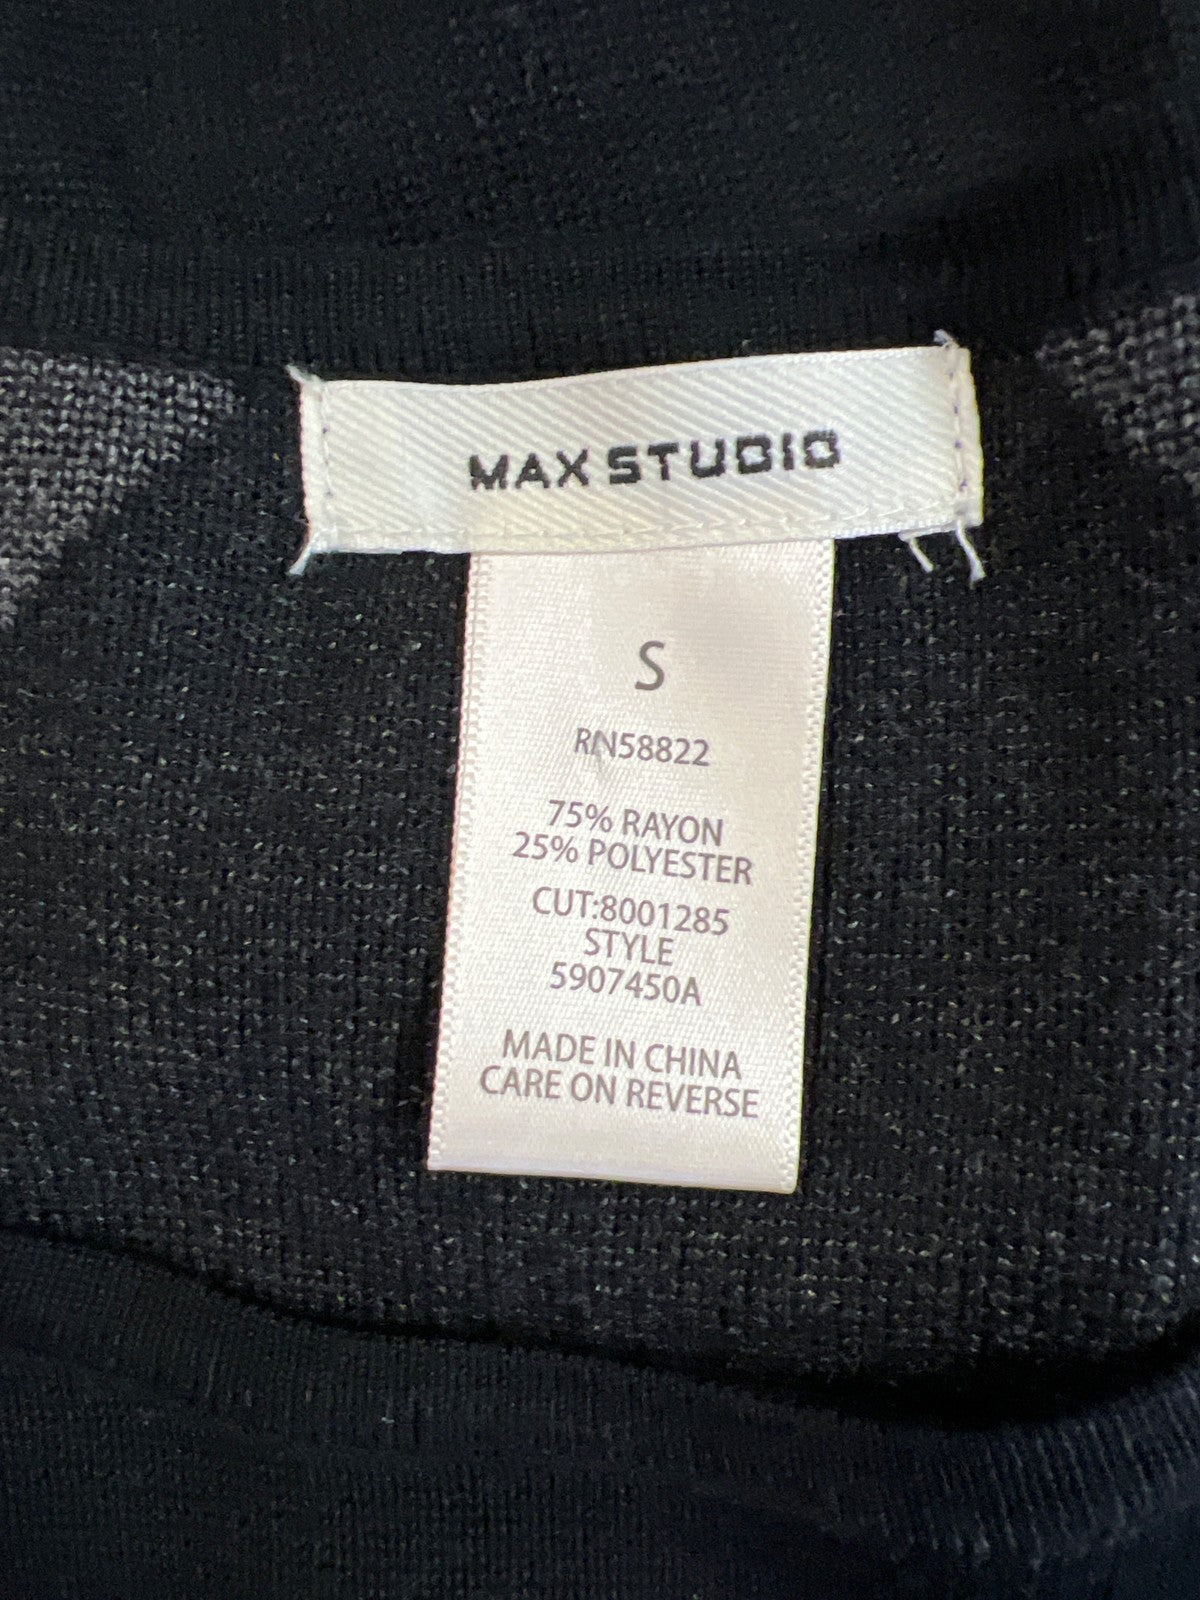 MAX STUDIO
S
RN58822
75% RAYON
25% POLYESTER
CUT:8001285
STYLE
5907450A
MADE IN CHINA
CARE ON REVERSE